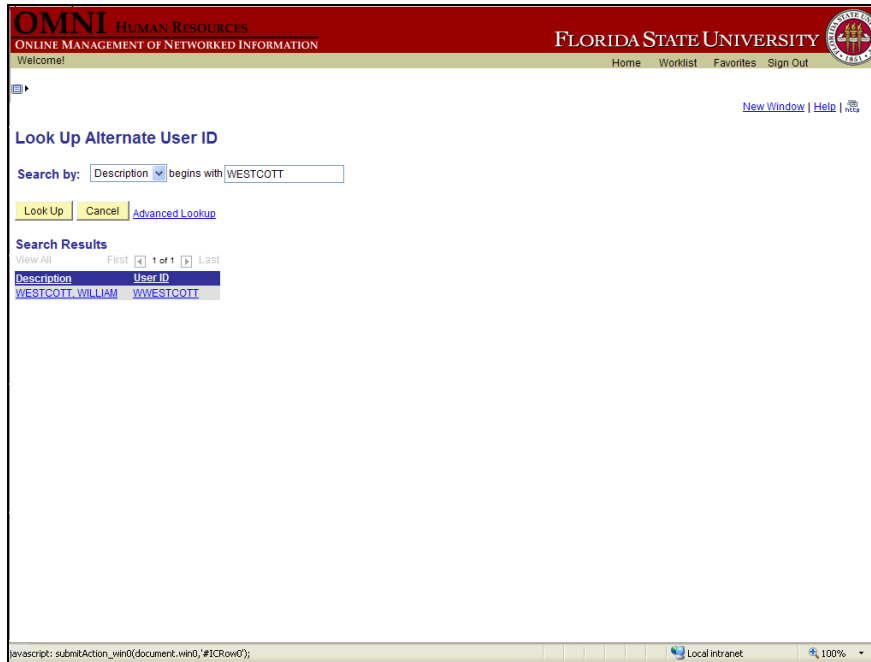 OMNI HUMAN RESOURCES
ONLINE MANAGEMENT OF NETWORKED INFORMATION
FLORIDA STATE UNIVERSITY
Welcome!
Home Worklist Favorites Sign Out
New Window | Help | http
Look Up Alternate User ID
Search by: Description begins with WESTCOTT
Look Up Cancel Advanced Lookup
Search Results
View All First 1 of 1 Last
Description User ID
WESTCOTT, WILLIAM WWESTCOTT
javascript: submitAction_win0(document.win0,'#ICRow0'); Local intranet 100%